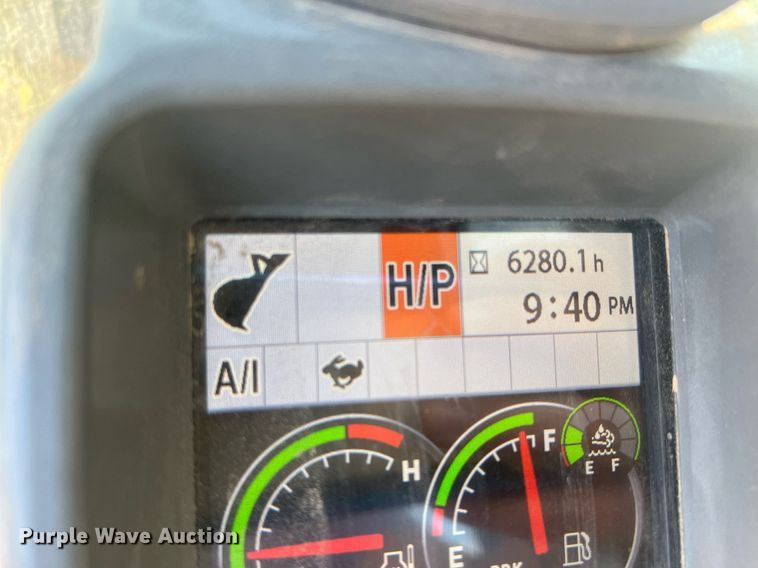 H/P
6280.1 h
9:40 PM
A/I
H
F
E F
E
Purple Wave Auction